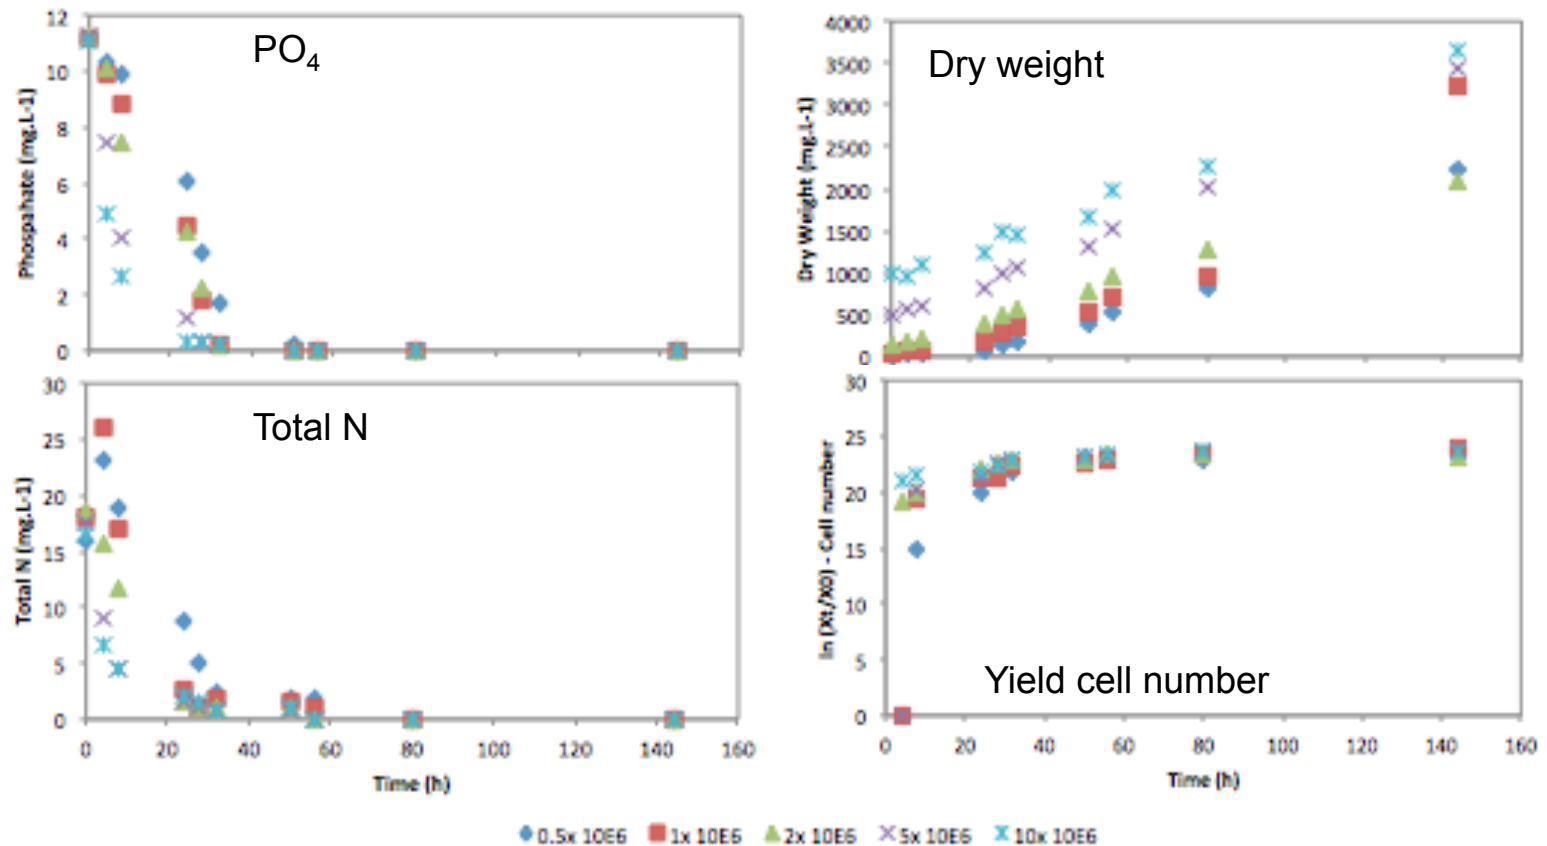 12
10
8
6
4
2
0
Phospahate (mg.L-1)
PO4
4000
3500
3000
2500
2000
1500
1000
500
0
Dry Weight (mg.L-1)
Dry weight
30
25
20
15
10
5
0
Total N (mg.L-1)
Total N
0 20 40 60 80 100 120 140 160
Time (h)
30
25
20
15
10
5
0
ln (Xt/X0) - Cell number
Yield cell number
0 20 40 60 80 100 120 140 160
Time (h)
0.5x 10E6 1x 10E6 2x 10E6 5x 10E6 10x 10E6